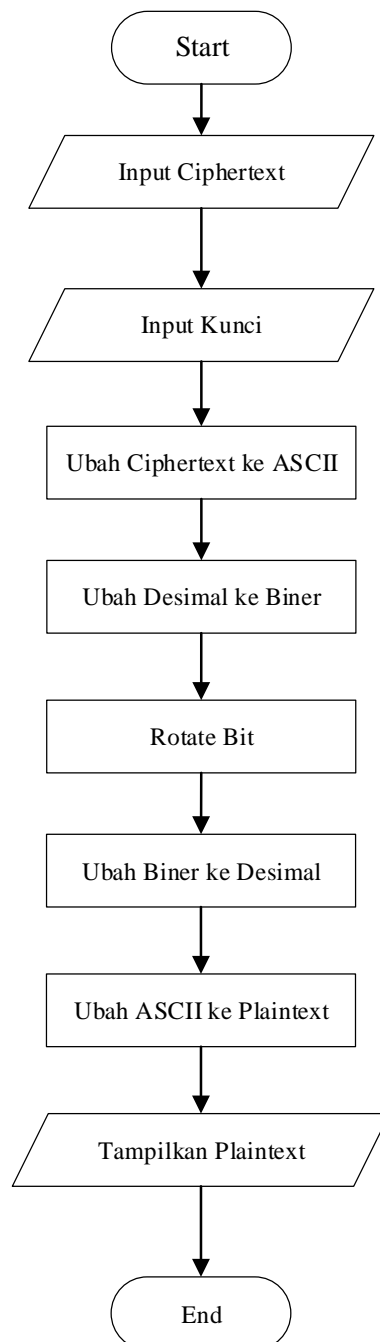 Start
Input Ciphertext
Input Kunci
Ubah Ciphertext ke ASCII
Ubah Desimal ke Biner
Rotate Bit
Ubah Biner ke Desimal
Ubah ASCII ke Plaintext
Tampilkan Plaintext
End